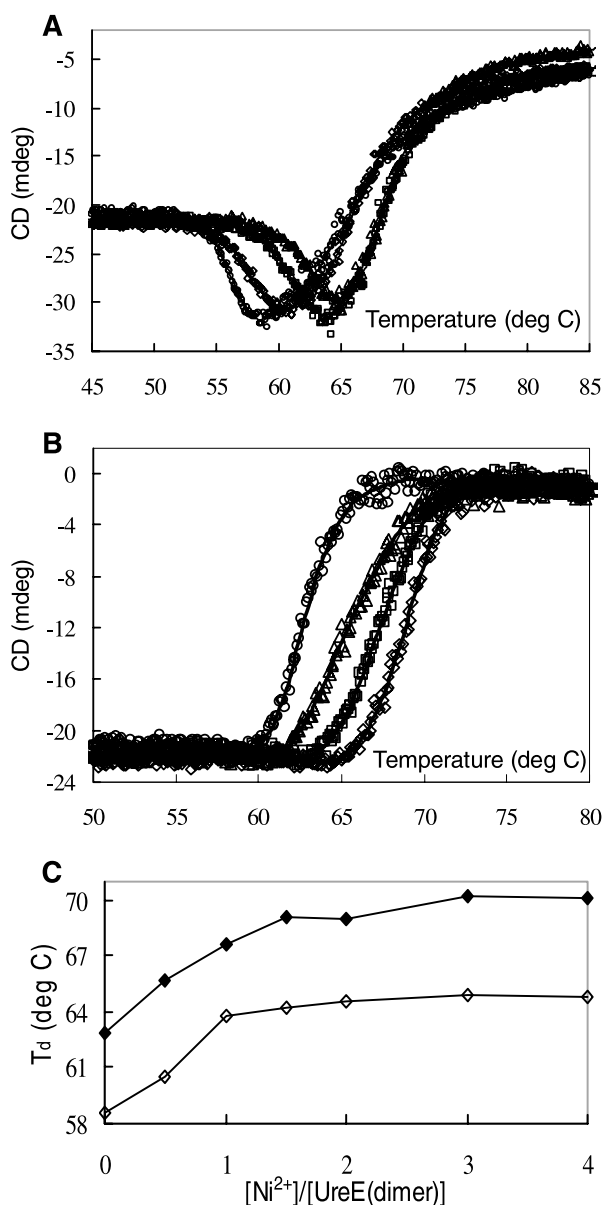 A
-5
-10
-15
-20
-25
-30
-35
CD (mdeg)
Temperature (deg C)
45 50 55 60 65 70 75 80 85
B
0
-4
-8
-12
-16
-20
-24
CD (mdeg)
Temperature (deg C)
50 55 60 65 70 75 80
C
70
67
64
61
58
Td (deg C)
0 1 2 3 4
[Ni2+]/[UreE(dimer)]